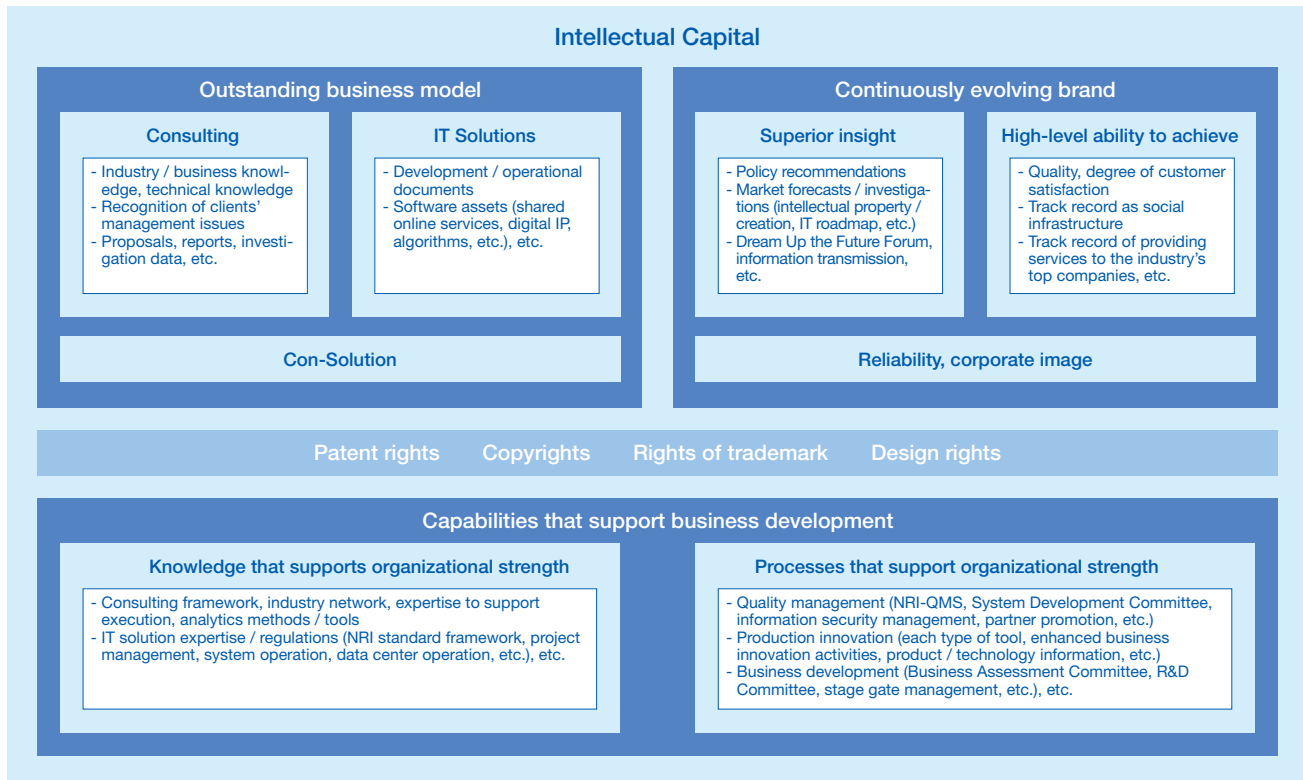 Intellectual Capital
Outstanding business model
Consulting
- Industry / business knowl-
edge, technical knowledge
- Recognition of clients’
management issues
- Proposals, reports, investi-
gation data, etc.
IT Solutions
- Development / operational
documents
- Software assets (shared
online services, digital IP,
algorithms, etc.), etc.
Con-Solution
Continuously evolving brand
Superior insight
- Policy recommendations
- Market forecasts / investiga-
tions (intellectual property /
creation, IT roadmap, etc.)
- Dream Up the Future Forum,
information transmission,
etc.
High-level ability to achieve
- Quality, degree of customer
satisfaction
- Track record as social
infrastructure
- Track record of providing
services to the industry’s
top companies, etc.
Reliability, corporate image
Patent rights Copyrights Rights of trademark Design rights
Capabilities that support business development
Knowledge that supports organizational strength
- Consulting framework, industry network, expertise to support
execution, analytics methods / tools
- IT solution expertise / regulations (NRI standard framework, project
management, system operation, data center operation, etc.), etc.
Processes that support organizational strength
- Quality management (NRI-QMS, System Development Committee,
information security management, partner promotion, etc.)
- Production innovation (each type of tool, enhanced business
innovation activities, product / technology information, etc.)
- Business development (Business Assessment Committee, R&D
Committee, stage gate management, etc.), etc.